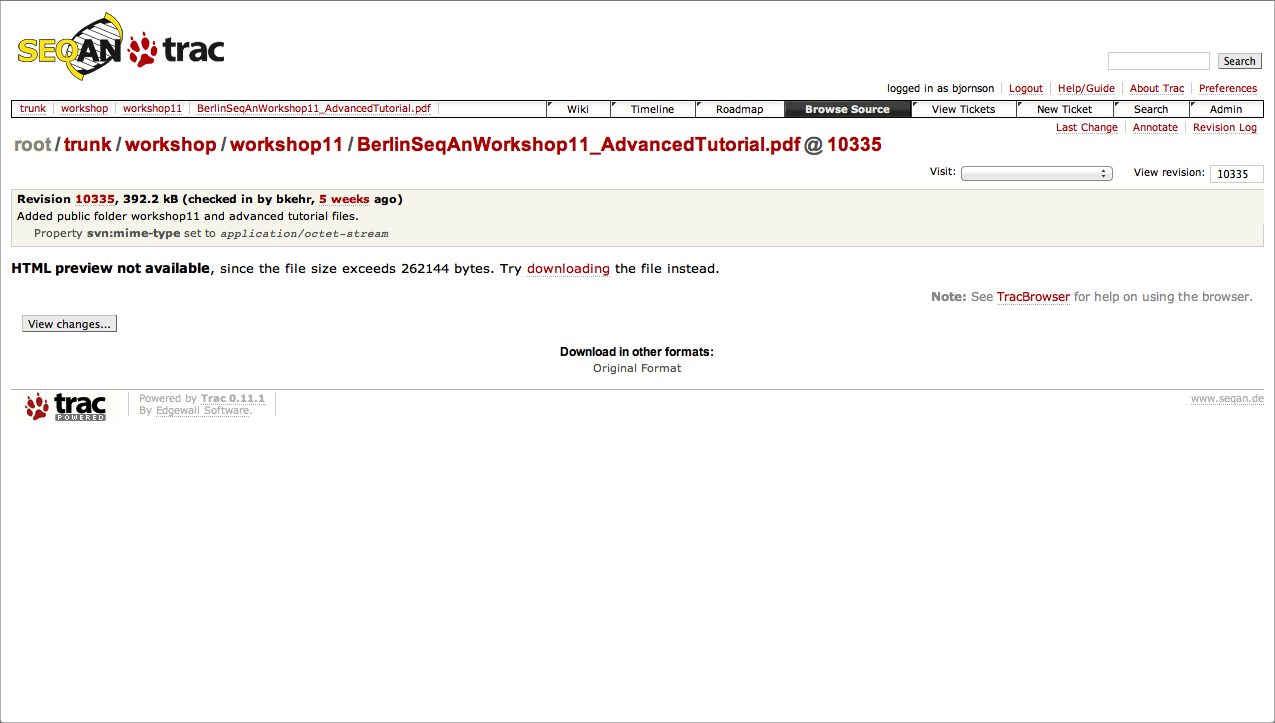 SEQAN trac
Search
logged in as bjornson Logout Help/Guide About Trac Preferences
trunk workshop workshop11 BerlinSeqAnWorkshop11_AdvancedTutorial.pdf Wiki Timeline Roadmap Browse Source View Tickets New Ticket Search Admin
Last Change Annotate Revision Log
root / trunk / workshop / workshop11 / BerlinSeqAnWorkshop11_AdvancedTutorial.pdf @ 10335
Visit: View revision: 10335
Revision 10335, 392.2 kB (checked in by bkehr, 5 weeks ago)
Added public folder workshop11 and advanced tutorial files.
Property svn:mime-type set to application/octet-stream
HTML preview not available, since the file size exceeds 262144 bytes. Try downloading the file instead.
Note: See TracBrowser for help on using the browser.
View changes...
Download in other formats:
Original Format
trac POWERED
Powered by Trac 0.11.1
By Edgewall Software.
www.seqan.de